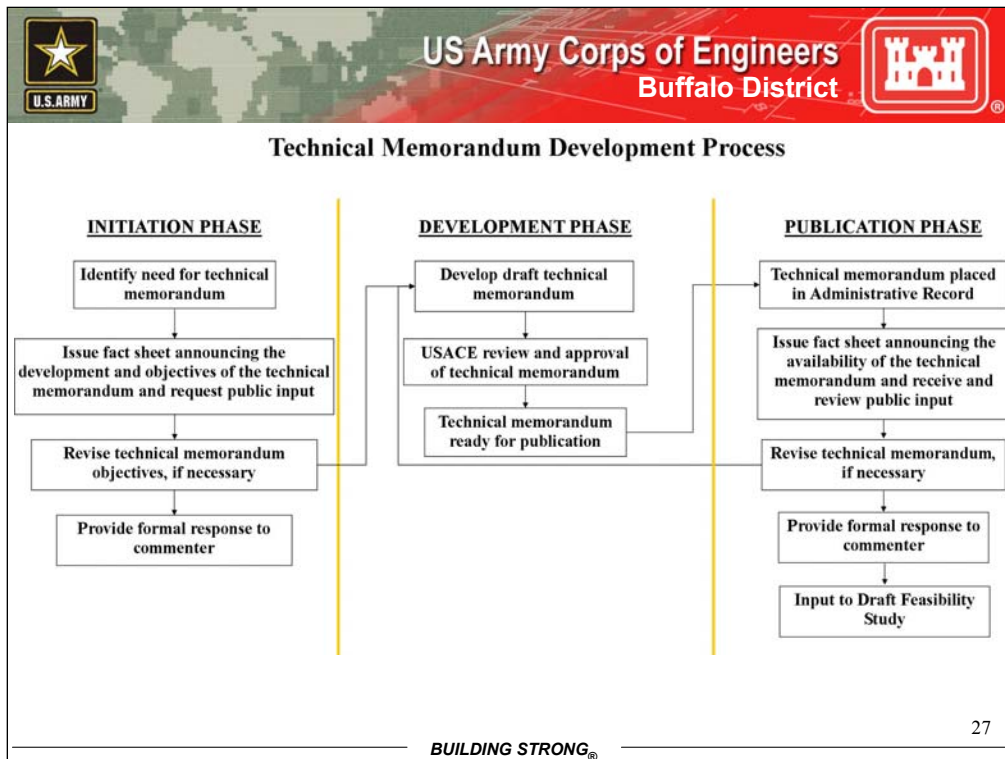 U.S.ARMY
US Army Corps of Engineers
Buffalo District
®
Technical Memorandum Development Process
INITIATION PHASE
Identify need for technical
memorandum
Issue fact sheet announcing the
development and objectives of the technical
memorandum and request public input
Revise technical memorandum
objectives, if necessary
Provide formal response to
commenter
DEVELOPMENT PHASE
Develop draft technical
memorandum
USACE review and approval
of technical memorandum
Technical memorandum
ready for publication
PUBLICATION PHASE
Technical memorandum placed
in Administrative Record
Issue fact sheet announcing the
availability of the technical
memorandum and receive and
review public input
Revise technical memorandum,
if necessary
Provide formal response to
commenter
Input to Draft Feasibility
Study
27
BUILDING STRONG®